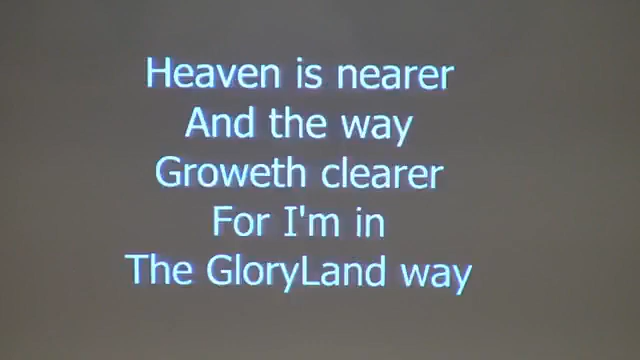 Heaven is nearer
And the way
Groweth clearer
For I'm in
The GloryLand way